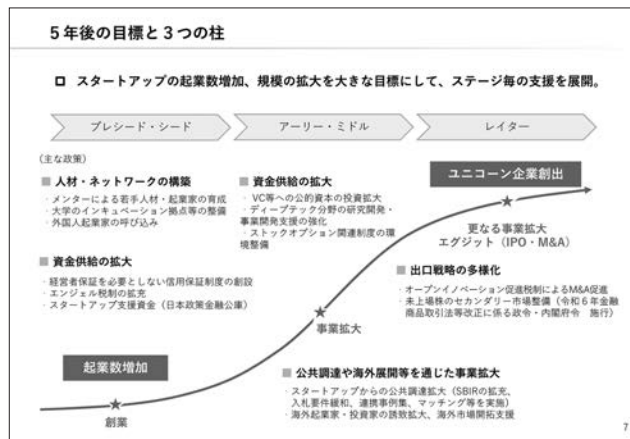 5年後の目標と3つの柱
スタートアップの起業数増加、規模の拡大を大きな目標にして、ステージ毎の支援を展開。
プレシード・シード
アーリー・ミドル
レイター
(主な政策)
■ 人材・ネットワークの構築
・メンターによる若手人材・起業家の育成
・大学のインキュベーション拠点等の整備
・外国人起業家の呼び込み
■ 資金供給の拡大
・経営者保証を必要としない信用保証制度の創設
・エンジェル税制の拡充
・スタートアップ支援資金(日本政策金融公庫)
起業数増加
創業
■ 資金供給の拡大
・VC等への公的資本の投資拡大
・ディープテック分野の研究開発・
事業開発支援の強化
・ストックオプション関連制度の環
境整備
事業拡大
■ 公共調達や海外展開等を通じた事業拡大
・スタートアップからの公共調達拡大(SBIRの拡充、
入札要件緩和、連携事例集、マッチング等を実施)
・海外起業家・投資家の誘致拡大、海外市場開拓支援
ユニコーン企業創出
更なる事業拡大
エグジット(IPO・M&A)
■ 出口戦略の多様化
・オープンイノベーション促進税制によるM&A促進
・未上場株のセカンダリー市場整備(令和6年金融
商品取引法等改正に係る政令・内閣府令 施行)
7